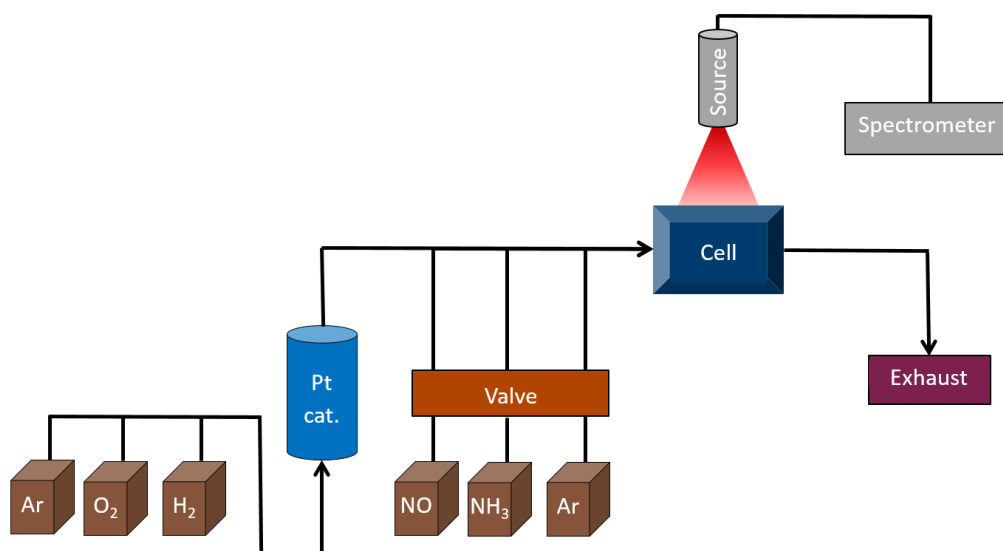 Source
Spectrometer
Cell
Pt
cat.
Valve
Exhaust
Ar
O₂
H₂
NO
NH₃
Ar